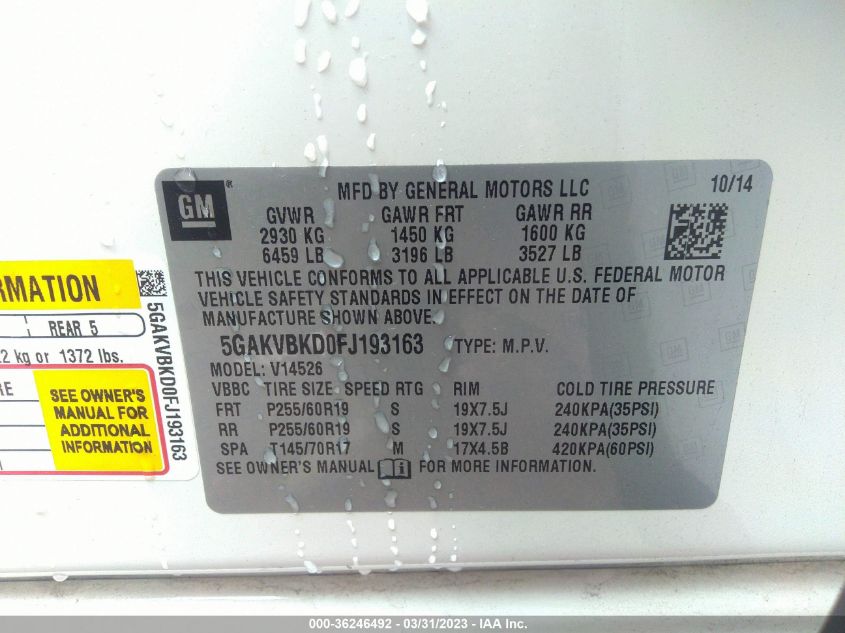 GM
®
MFD BY GENERAL MOTORS LLC
10/14
GVWR GAWR FRT GAWR RR
2930 KG 1450 KG 1600 KG
6459 LB 3196 LB 3527 LB
THIS VEHICLE CONFORMS TO ALL APPLICABLE U.S. FEDERAL MOTOR
VEHICLE SAFETY STANDARDS IN EFFECT ON THE DATE OF
MANUFACTURE SHOWN ABOVE.
5GAKVBKD0FJ193163 TYPE: M.P.V.
MODEL: V14526
VBBC TIRE SIZE SPEED RTG RIM COLD TIRE PRESSURE
FRT P255/60R19 S 19X7.5J 240KPA(35PSI)
RR P255/60R19 S 19X7.5J 240KPA(35PSI)
SPA T145/70R17 M 17X4.5B 420KPA(60PSI)
SEE OWNER'S MANUAL FOR MORE INFORMATION.
RMATION
REAR 5
2 kg or 1372 lbs.
RE
SEE OWNER'S
MANUAL FOR
ADDITIONAL
INFORMATION
5GAKVBKD0FJ193163
000-36246492 - 03/31/2023 - IAA Inc.